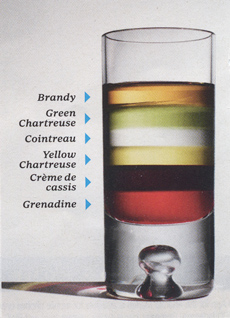 Brandy
Green
Chartreuse
Cointreau
Yellow
Chartreuse
Crème de
cassis
Grenadine